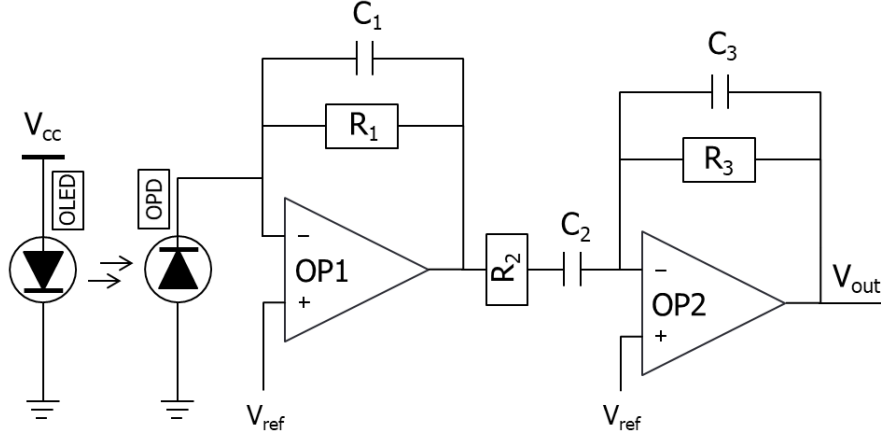 C1
C3
R1
Vcc
R3
OLED
OPD
C2
−
−
OP1
R2
OP2
Vout
+
+
Vref
Vref